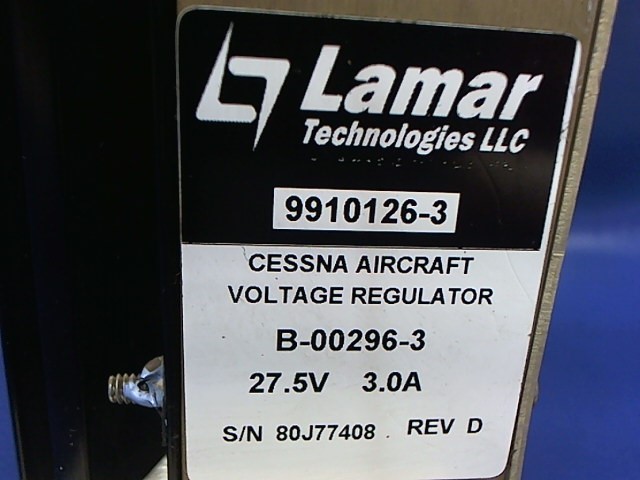 Lamar
Technologies LLC
9910126-3
CESSNA AIRCRAFT
VOLTAGE REGULATOR
B-00296-3
27.5V 3.0A
S/N 80J77408 REV D